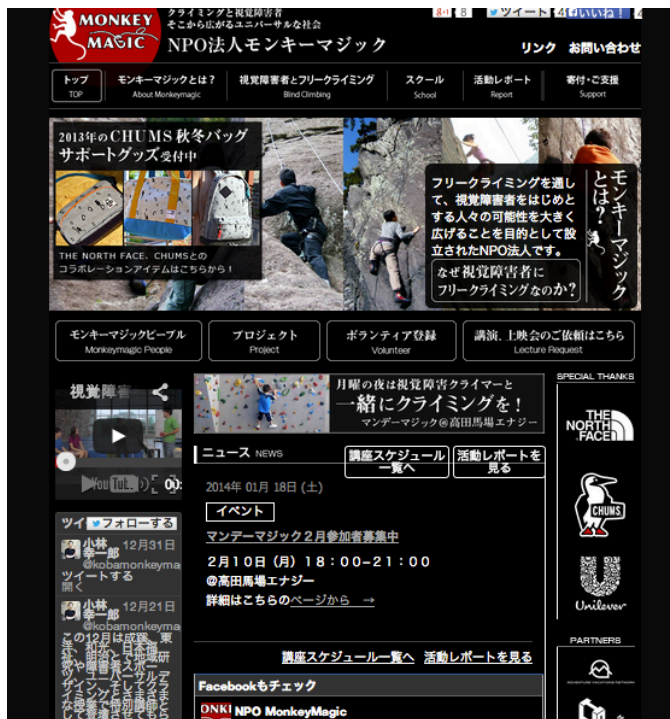 MONKEY
MAGIC
クライミングと視覚障害者
そこから広がるユニバーサルな社会
NPO法人モンキーマジック
8
ツイート
いいね！
リンク お問い合わせ
トップ
TOP
モンキーマジックとは？
About Monkeymagic
視覚障害者とフリークライミング
Blind Climbing
スクール
School
活動レポート
Report
寄付・ご支援
Support
2013年のCHUMS 秋冬バッグ
サポートグッズ受付中
THE NORTH FACE、CHUMSとの
コラボレーションアイテムはこちらから！
モンキーマジック
とは？
フリークライミングを通し
て、視覚障害者をはじめと
する人々の可能性を大きく
広げることを目的として設
立されたNPO法人です。
なぜ視覚障害者に
フリークライミングなのか？
モンキーマジックピープル
Monkeymagic People
プロジェクト
Project
ボランティア登録
Volunteer
講演、上映会のご依頼はこちら
Lecture Request
視覚障害
YouTube
月曜の夜は視覚障害クライマーと
一緒にクライミングを！
マンデーマジック@高田馬場エナジー
ニュース NEWS
講座スケジュール
一覧へ
活動レポートを
見る
2014年 01月 18日 (土)
イベント
マンデーマジック２月参加者募集中
２月１０日（月）１８：００−２１：００
＠高田馬場エナジー
詳細はこちらのページから →
講座スケジュール一覧へ 活動レポートを見る
Facebookもチェック
NPO MonkeyMagic
フォローする
小林
幸一郎
12月31日
@kobamonkeyma
ツイートする
開く
小林
幸一郎
12月21日
@kobamonkeyma
SPECIAL THANKS
THE
NORTH
FACE
CHUMS
Unilever
PARTNERS